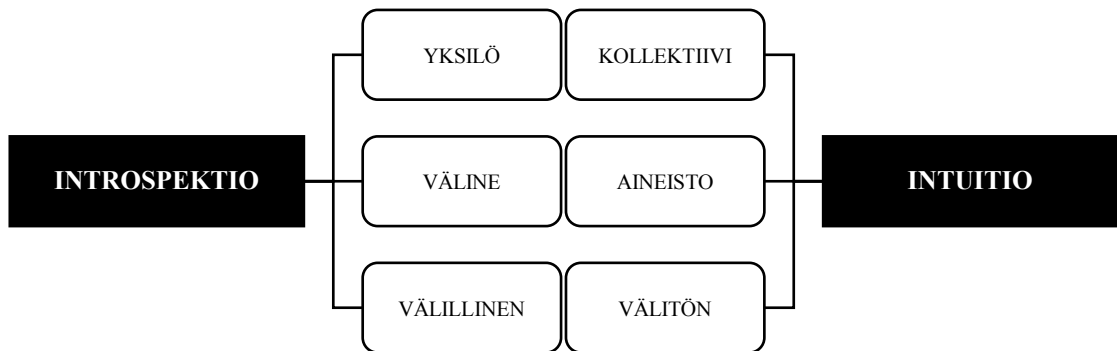 YKSILÖ KOLLEKTIIVI
INTROSPEKTIO VÄLINE AINEISTO INTUITIO
VÄLILLINEN VÄLITÖN